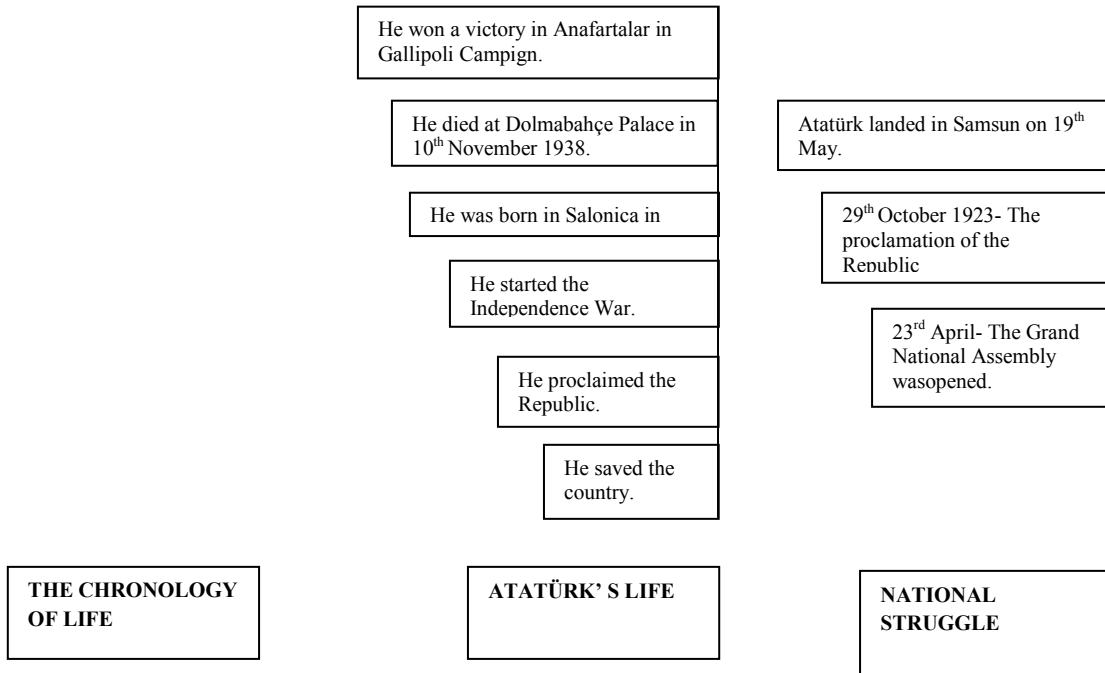 He won a victory in Anafartalar in
Gallipoli Campign.
He died at Dolmabahçe Palace in
10th November 1938.
He was born in Salonica in
He started the
Independence War.
He proclaimed the
Republic.
He saved the
country.
Atatürk landed in Samsun on 19th
May.
29th October 1923- The
proclamation of the
Republic
23rd April- The Grand
National Assembly
wasopened.
THE CHRONOLOGY
OF LIFE
ATATÜRK’ S LIFE
NATIONAL
STRUGGLE